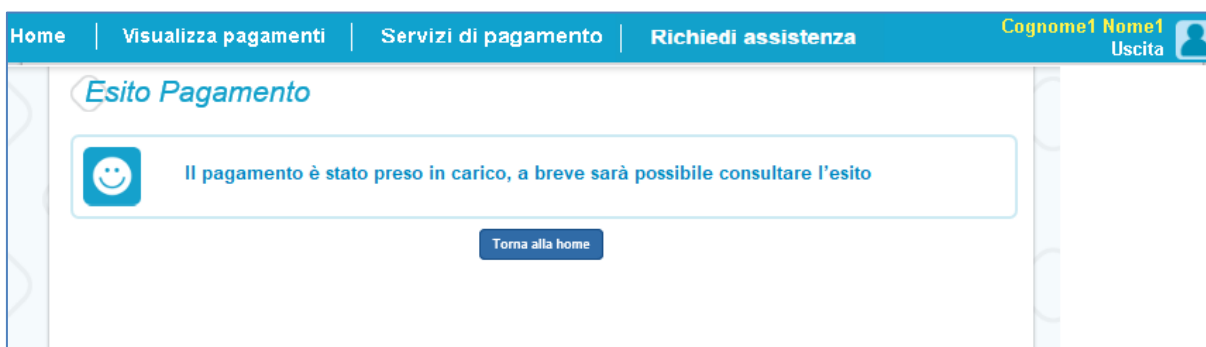 Home | Visualizza pagamenti | Servizi di pagamento | Richiedi assistenza
Cognome1 Nome1
Uscita
Esito Pagamento
Il pagamento è stato preso in carico, a breve sarà possibile consultare l'esito
Torna alla home